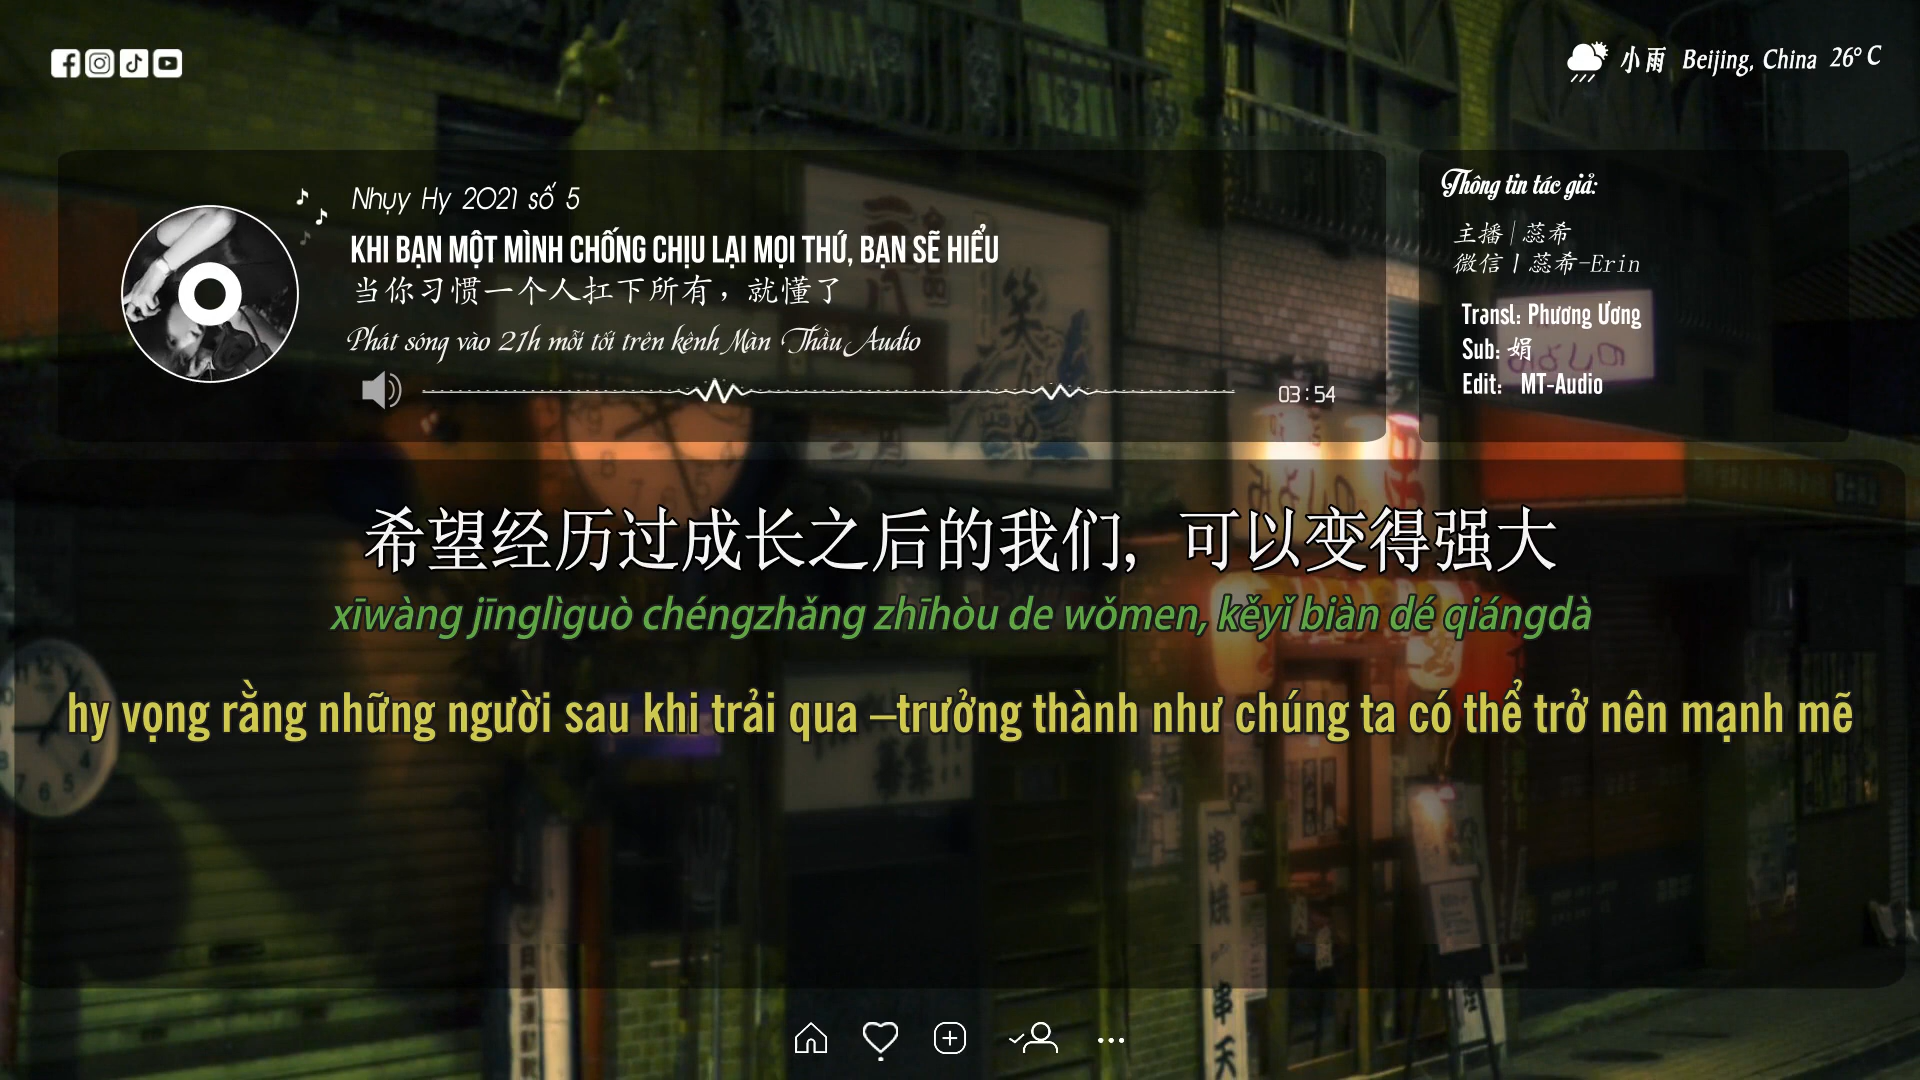 小雨 Beijing, China 26° C
Nhụy Hy 2021 số 5
KHI BẠN MỘT MÌNH CHỐNG CHỊU LẠI MỌI THỨ, BẠN SẼ HIỂU
当你习惯一个人扛下所有，就懂了
Phát sóng vào 21h mỗi tối trên kênh Màn Thầu Audio
03:54
Thông tin tác giả:
主播|蕊希
微信丨蕊希-Erin
Transl: Phương Ương
Sub: 娟
Edit: MT-Audio
希望经历过成长之后的我们，可以变得强大
xīwàng jīnglìguò chéngzhǎng zhīhòu de wǒmen, kěyǐ biàn dé qiángdà
hy vọng rằng những người sau khi trải qua –trưởng thành như chúng ta có thể trở nên mạnh mẽ
串
焼
串
天